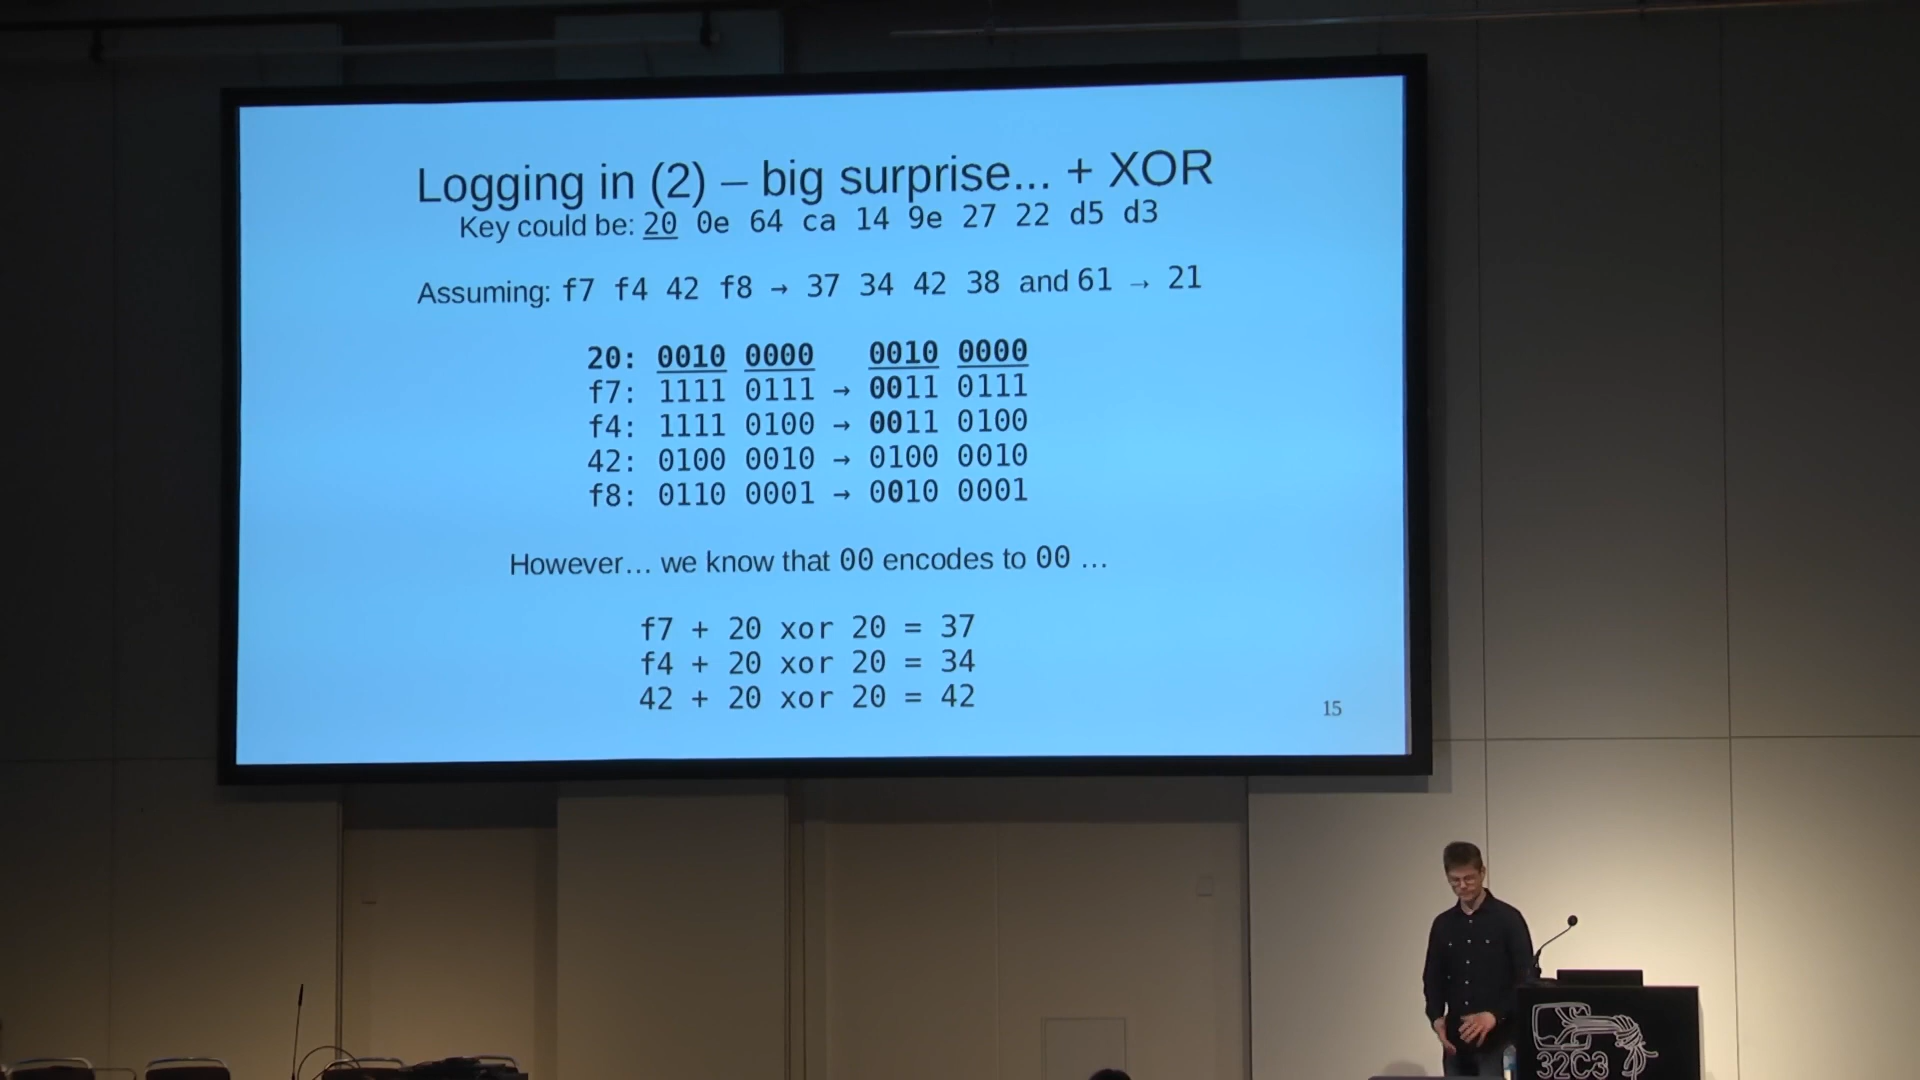 Logging in (2) – big surprise... + XOR
Key could be: 20 0e 64 ca 14 9e 27 22 d5 d3
Assuming: f7 f4 42 f8 → 37 34 42 38 and 61 → 21
20: 0010 0000 0010 0000
f7: 1111 0111 → 0011 0111
f4: 1111 0100 → 0011 0100
42: 0100 0010 → 0100 0010
f8: 0110 0001 → 0010 0001
However... we know that 00 encodes to 00 ...
f7 + 20 xor 20 = 37
f4 + 20 xor 20 = 34
42 + 20 xor 20 = 42
15
32C3